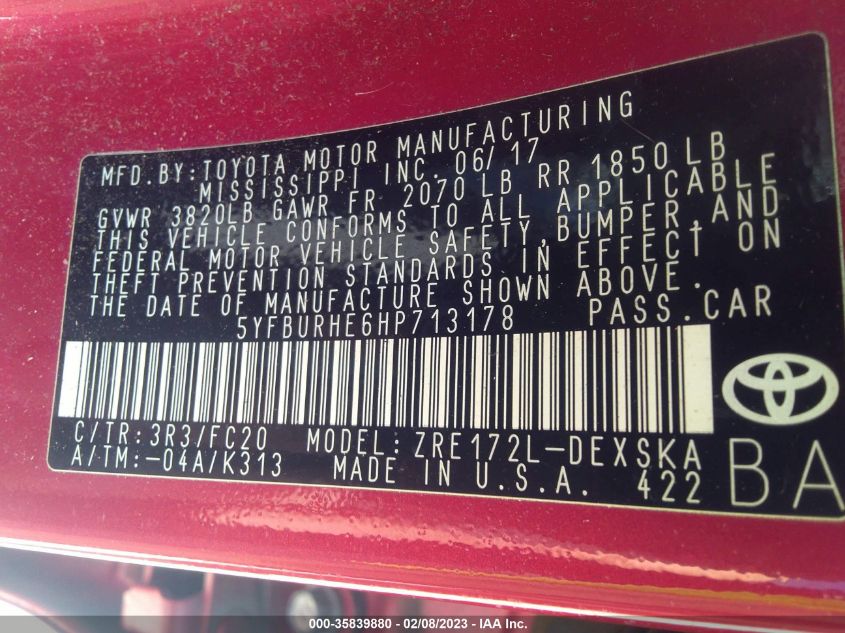 MFD.BY:TOYOTA MOTOR MANUFACTURING
MISSISSIPPI INC. 06/17
GVWR 3820LB GAWR FR 2070 LB RR 1850 LB
THIS VEHICLE CONFORMS TO ALL APPLICABLE
FEDERAL MOTOR VEHICLE SAFETY,BUMPER,AND
THEFT PREVENTION STANDARDS IN EFFECT ON
THE DATE OF MANUFACTURE SHOWN ABOVE.
5YFBURHE6HP713178 PASS.CAR
C/TR:3R3/FC20 MODEL:ZRE172L-DEXSKA
A/TM:-04A/K313 MADE IN U.S.A. 422
BA
000-35839880 - 02/08/2023 - IAA Inc.